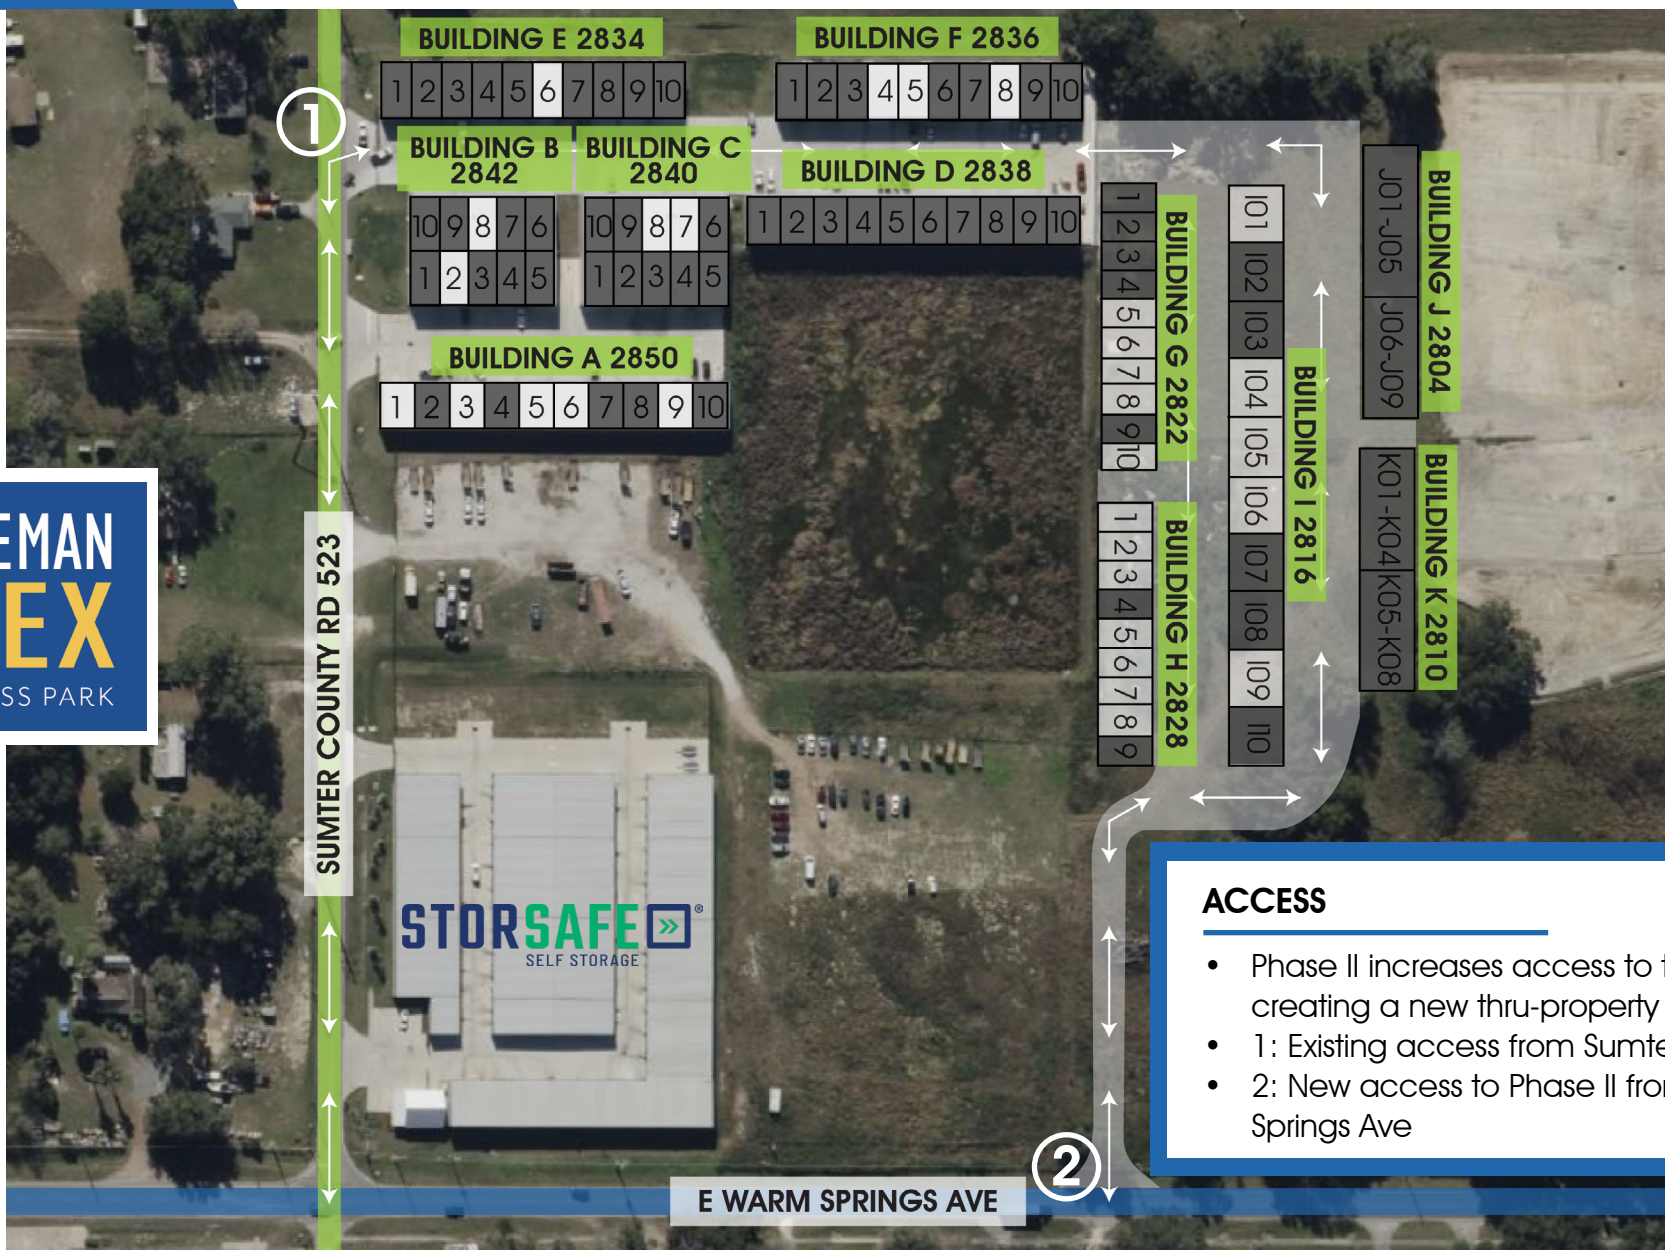 BUILDING E 2834
1 2 3 4 5 6 7 8 9 10
BUILDING F 2836
1 2 3 4 5 6 7 8 9 10
1
BUILDING B
2842
10 9 8 7 6
1 2 3 4 5
BUILDING C
2840
10 9 8 7 6
1 2 3 4 5
BUILDING D 2838
1 2 3 4 5 6 7 8 9 10
BUILDING A 2850
1 2 3 4 5 6 7 8 9 10
BUILDING G 2822
1 2 3 4 5 6 7 8 9 10
BUILDING H 2828
1 2 3 4 5 6 7 8 9
BUILDING I 2816
I01 I02 I03 I04 I05 I06 I07 I08 I09 I10
BUILDING J 2804
J01-J05 J06-J09
BUILDING K 2810
K01-K04 K05-K08
EMAN
EX
SS PARK
SUMTER COUNTY RD 523
STORSAFE®
SELF STORAGE
2
E WARM SPRINGS AVE
ACCESS
• Phase II increases access to
creating a new thru-property
• 1: Existing access from Sumte
• 2: New access to Phase II fro
Springs Ave